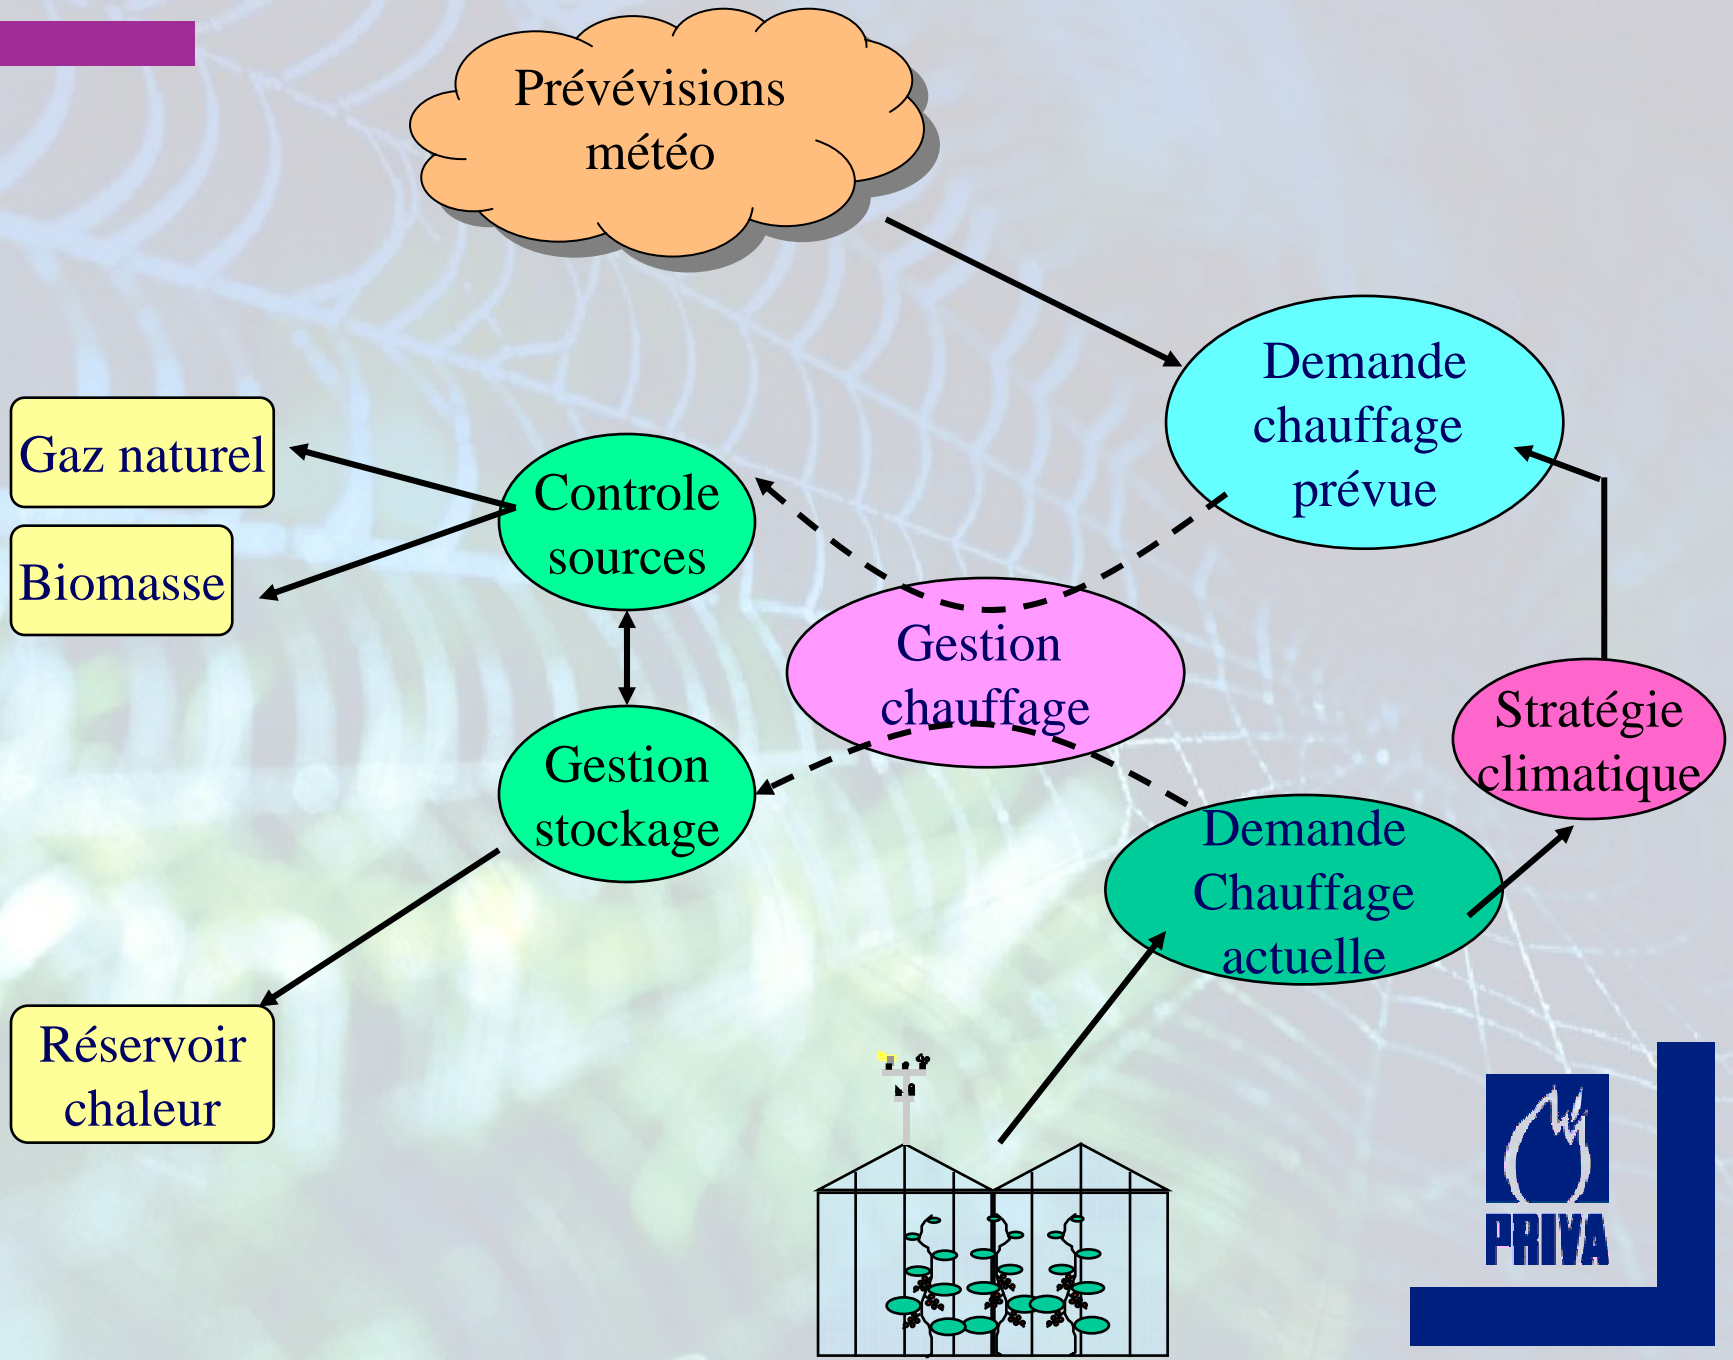 Prévévisions
météo
Demande
chauffage
prévue
Gaz naturel
Biomasse
Controle
sources
Gestion
chauffage
Stratégie
climatique
Gestion
stockage
Demande
Chauffage
actuelle
Réservoir
chaleur
PRIVA